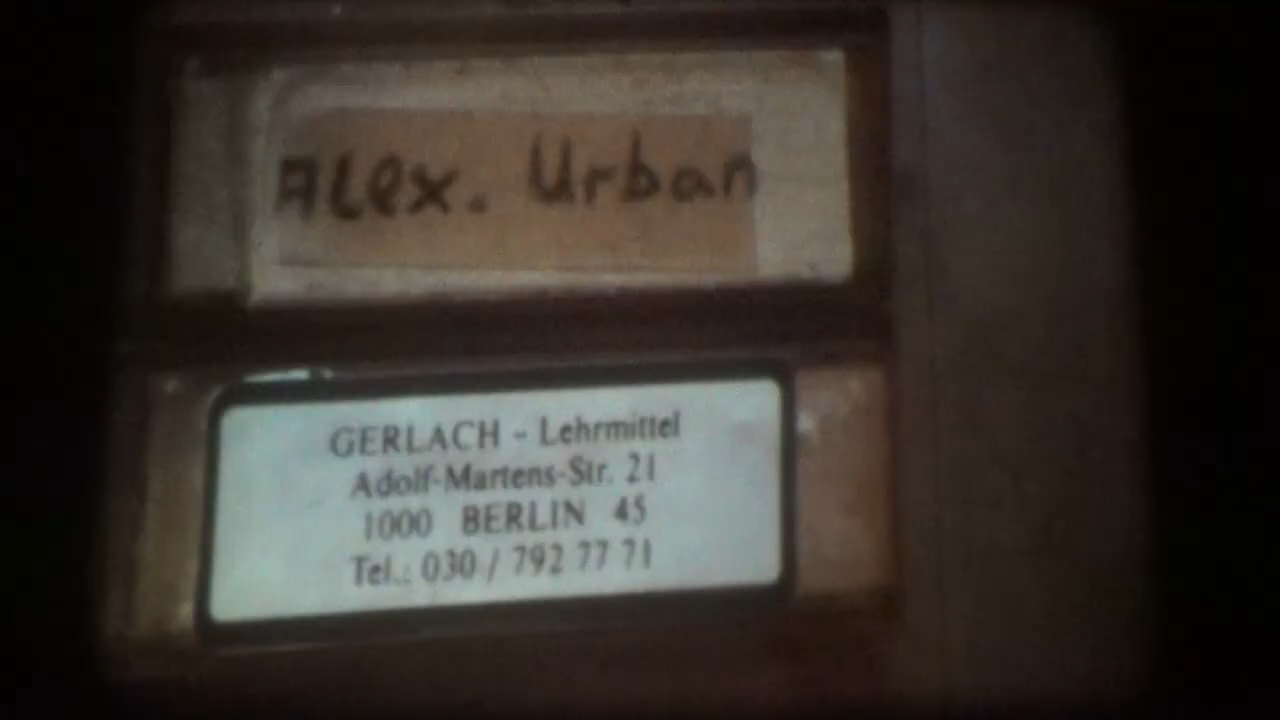 Alex. Urban
GERLACH - Lehrmittel
Adolf-Martens-Str. 21
1000 BERLIN 45
Tel.: 030 / 792 77 71